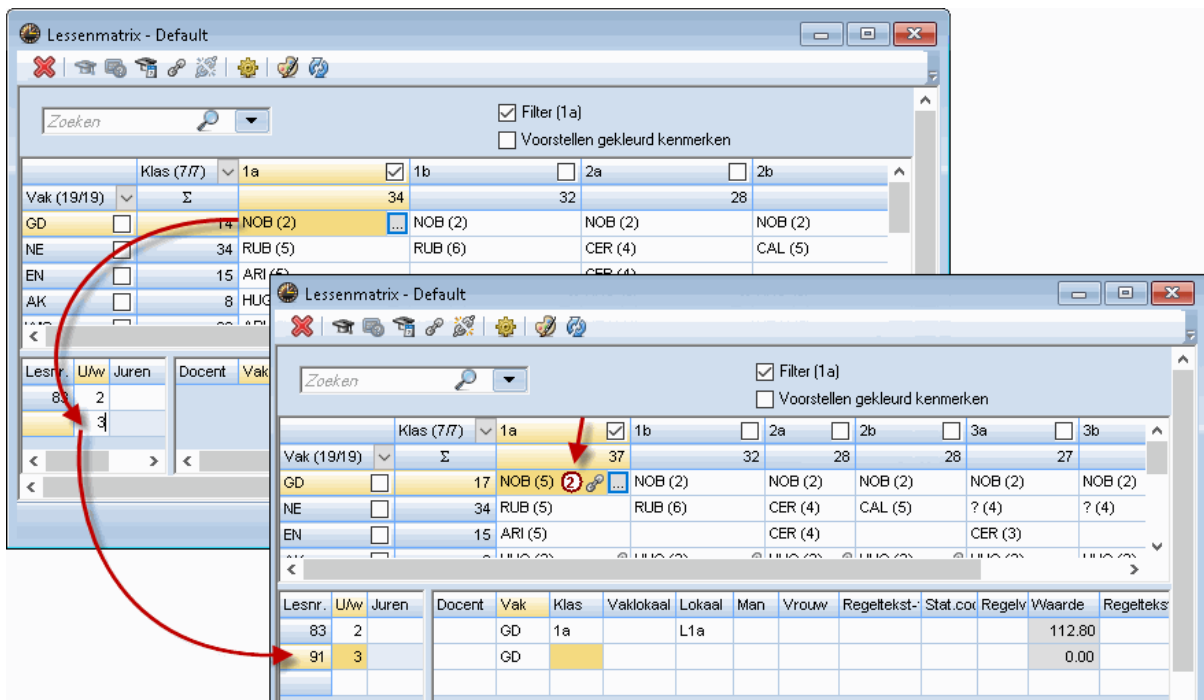 Lessenmatrix - Default
Zoeken
Filter (1a)
Voorstellen gekleurd kenmerken
Klas (7/7) 1a 1b 2a 2b
Vak (19/19) Σ 34 32 28
GD 14 NOB (2) ... NOB (2) NOB (2) NOB (2)
NE 34 RUB (5) RUB (6) CER (4) CAL (5)
EN 15 ARI (5) CER (4)
AK 8 HUG
Lesnr. U/w Juren Docent Vak
83 2
3
Lessenmatrix - Default
Zoeken
Filter (1a)
Voorstellen gekleurd kenmerken
Klas (7/7) 1a 1b 2a 2b 3a 3b
Vak (19/19) Σ 37 32 28 28 27
GD 17 NOB (5) 2 ... NOB (2) NOB (2) NOB (2) NOB (2) NOB (2)
NE 34 RUB (5) RUB (6) CER (4) CAL (5) ? (4) ? (4)
EN 15 ARI (5) CER (4) CER (3)
Lesnr. U/w Juren Docent Vak Klas Vaklokaal Lokaal Man Vrouw Regeltekst- Stat.cod Regelv Waarde Regelteks
83 2 GD 1a L1a 112.80
91 3 GD 0.00